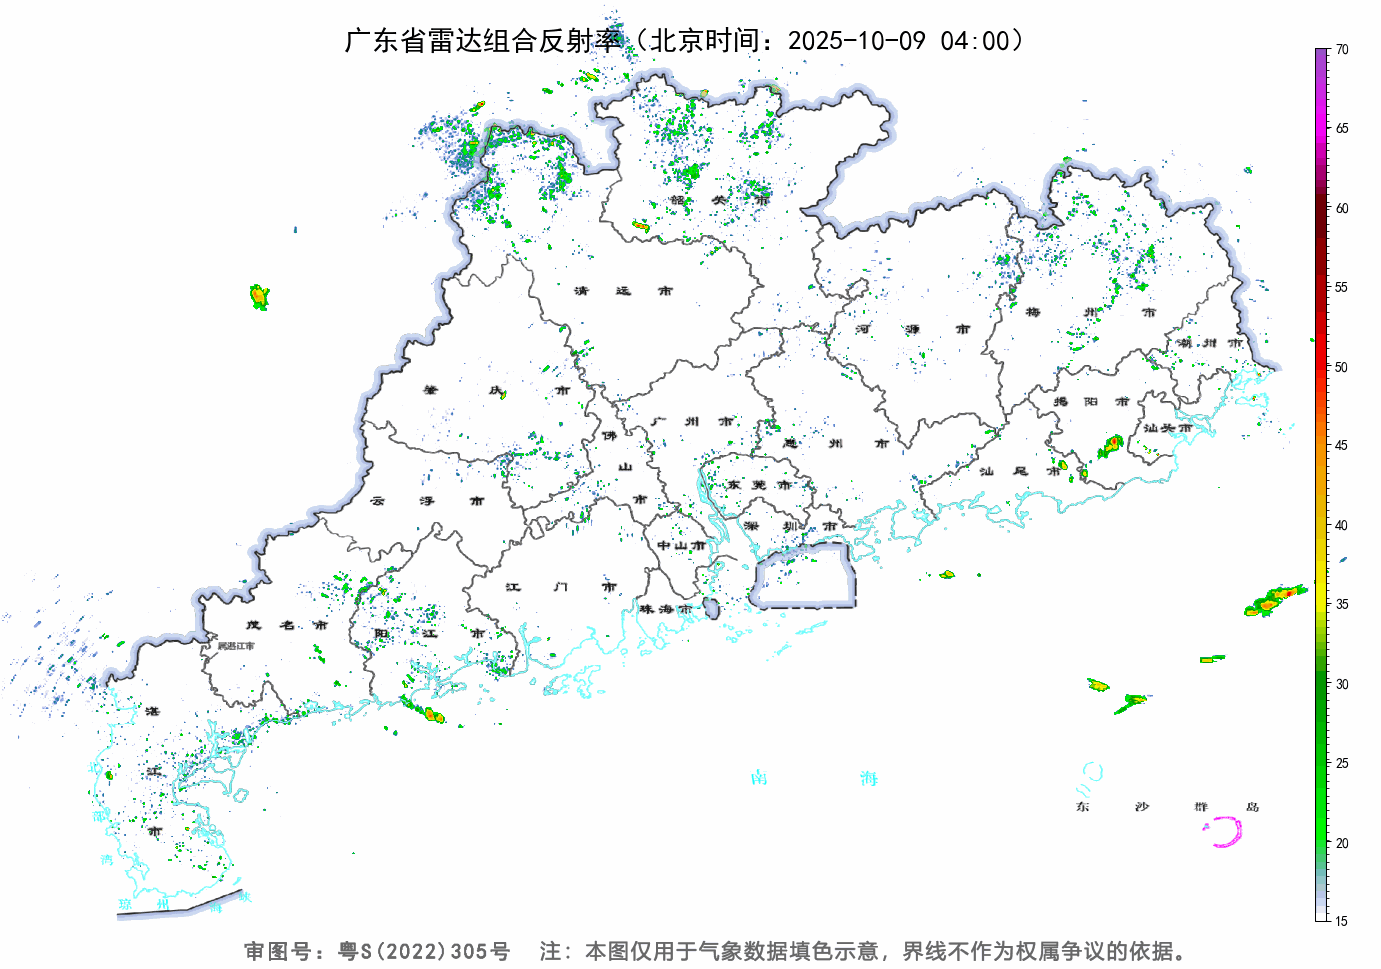 广东省雷达组合反射率（北京时间：2025-10-09 04:00）
70
65
60
55
50
45
40
35
30
25
20
15
韶关市
清远市
河源市
梅州市
潮州市
肇庆市
广州市
佛山市
惠州市
揭阳市
汕头市
汕尾市
云浮市
东莞市
深圳市
中山市
江门市
珠海市
茂名市
属湛江市
阳江市
湛江市
南海
东沙群岛
琼州海峡
审图号：粤S(2022)305号 注：本图仅用于气象数据填色示意，界线不作为权属争议的依据。